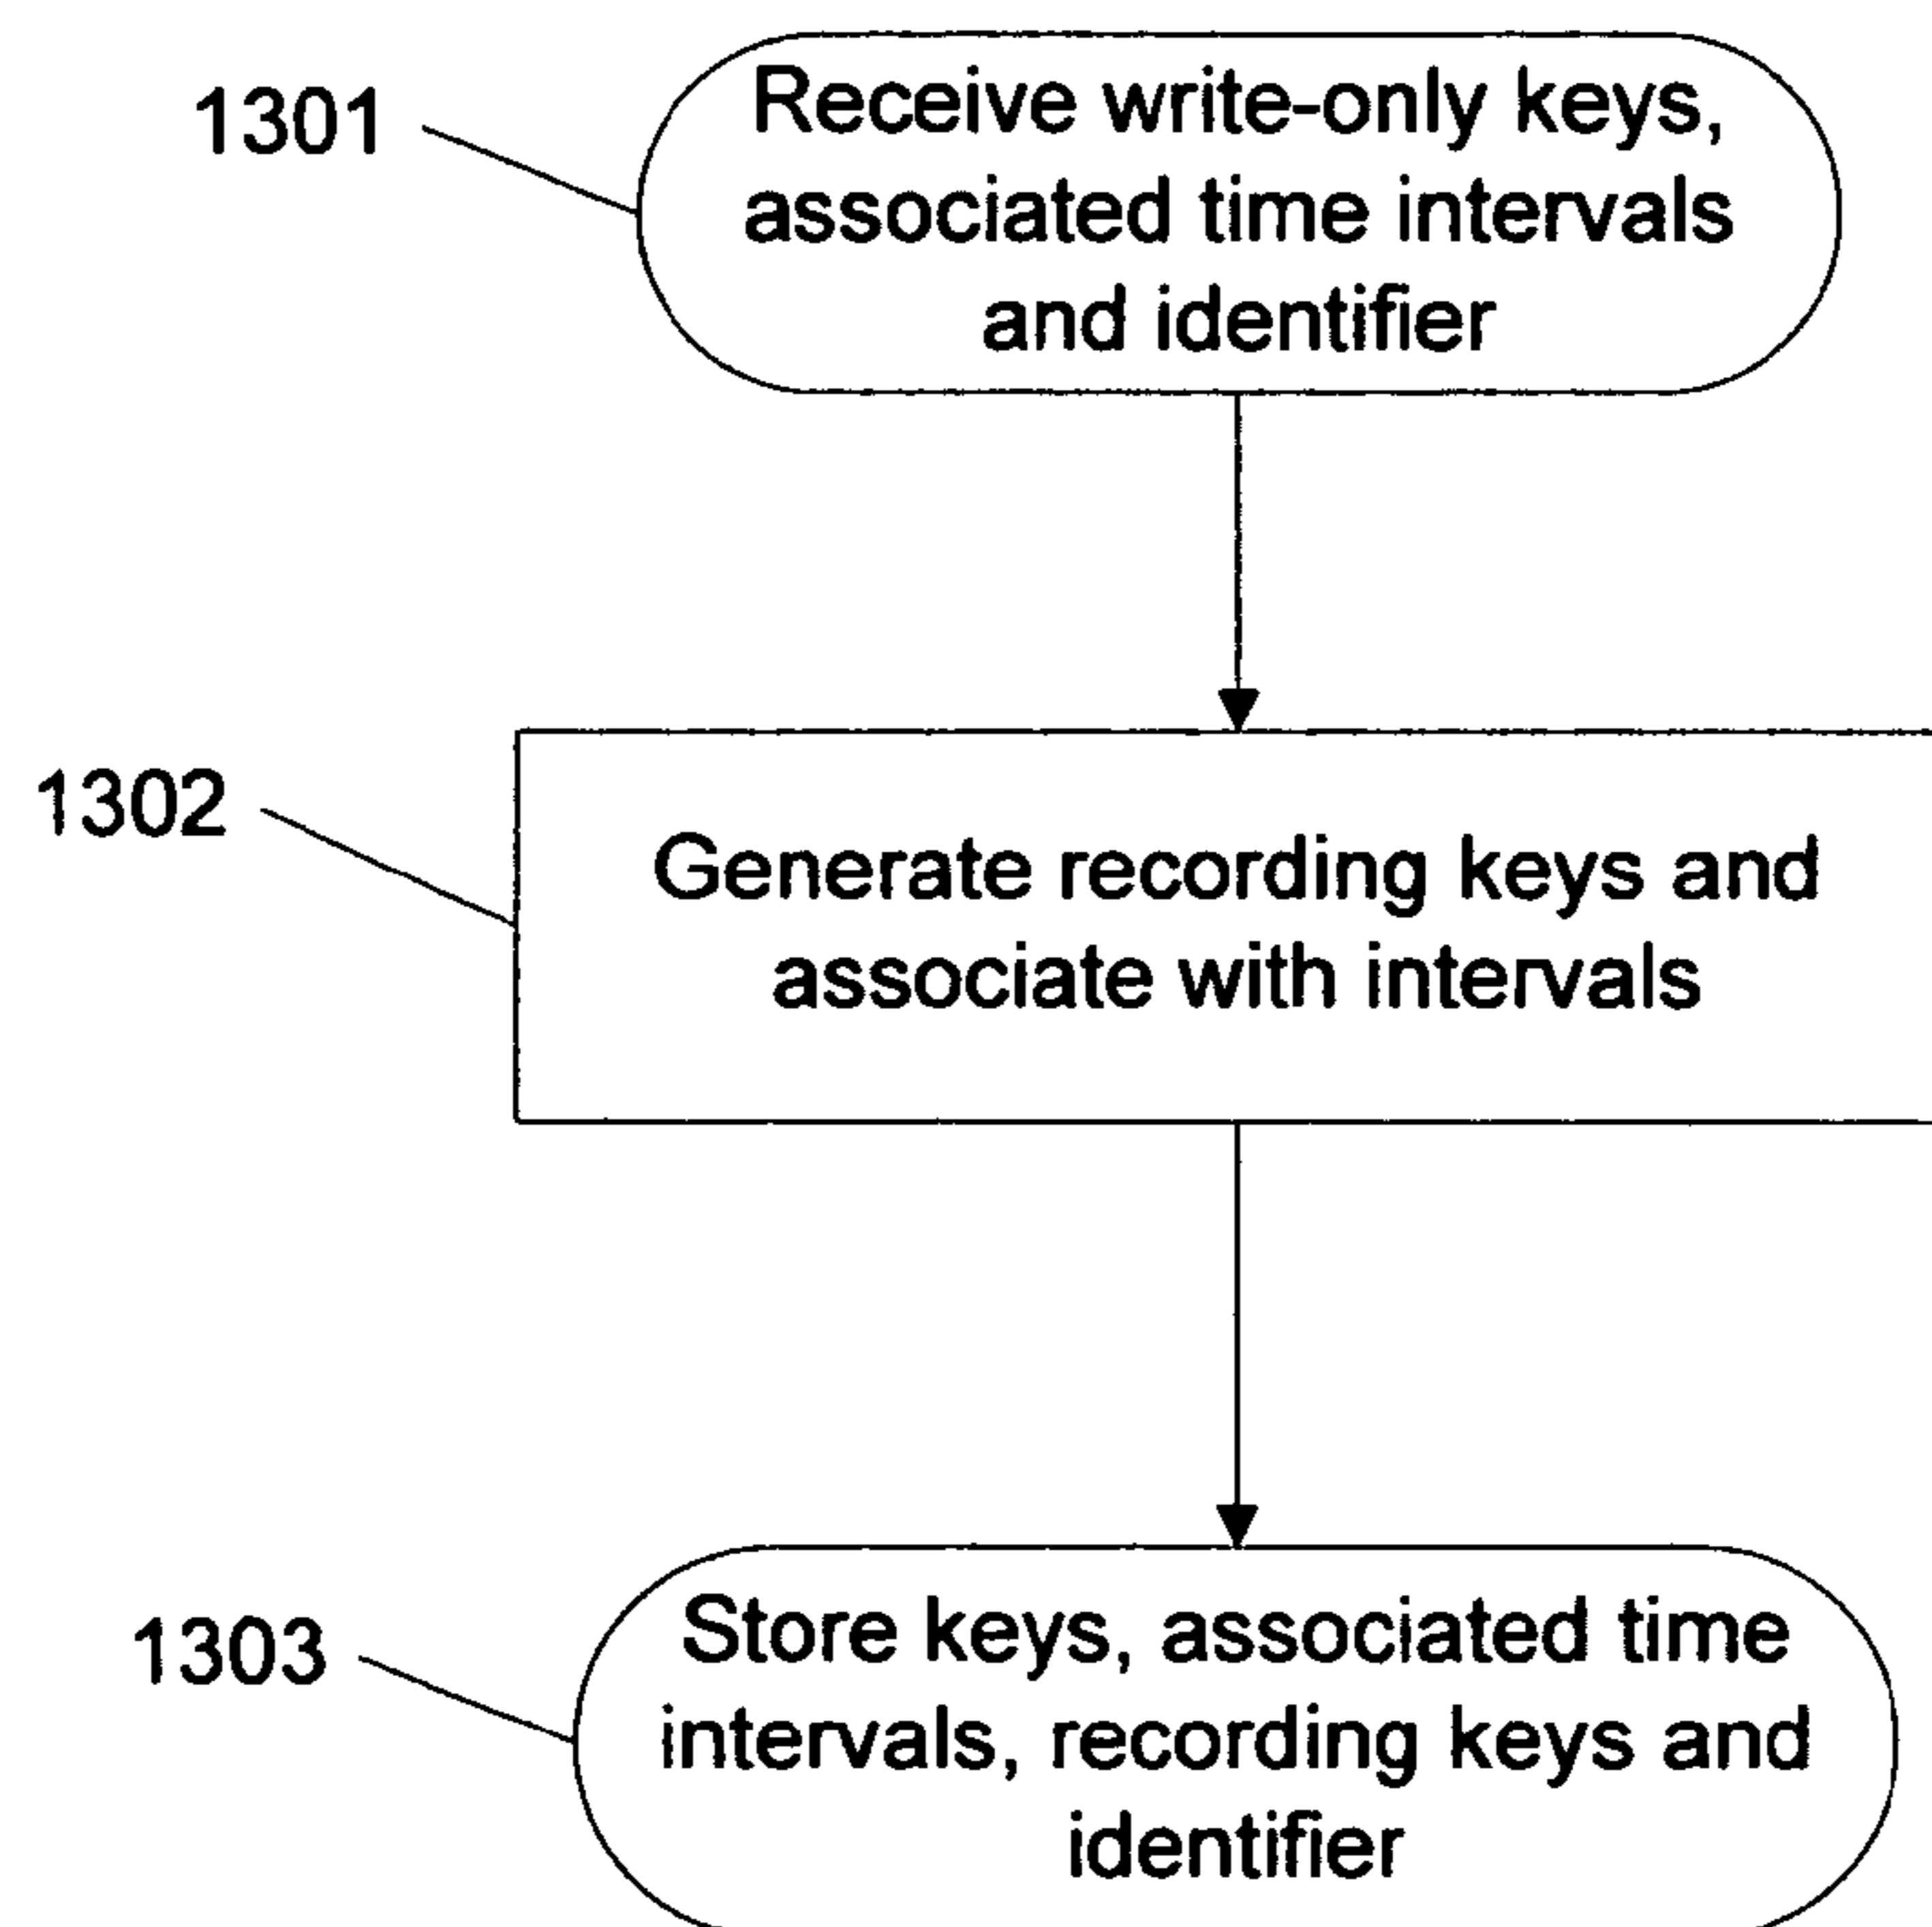 1301
Receive write-only keys,
associated time intervals
and identifier
1302
Generate recording keys and
associate with intervals
1303
Store keys, associated time
intervals, recording keys and
identifier